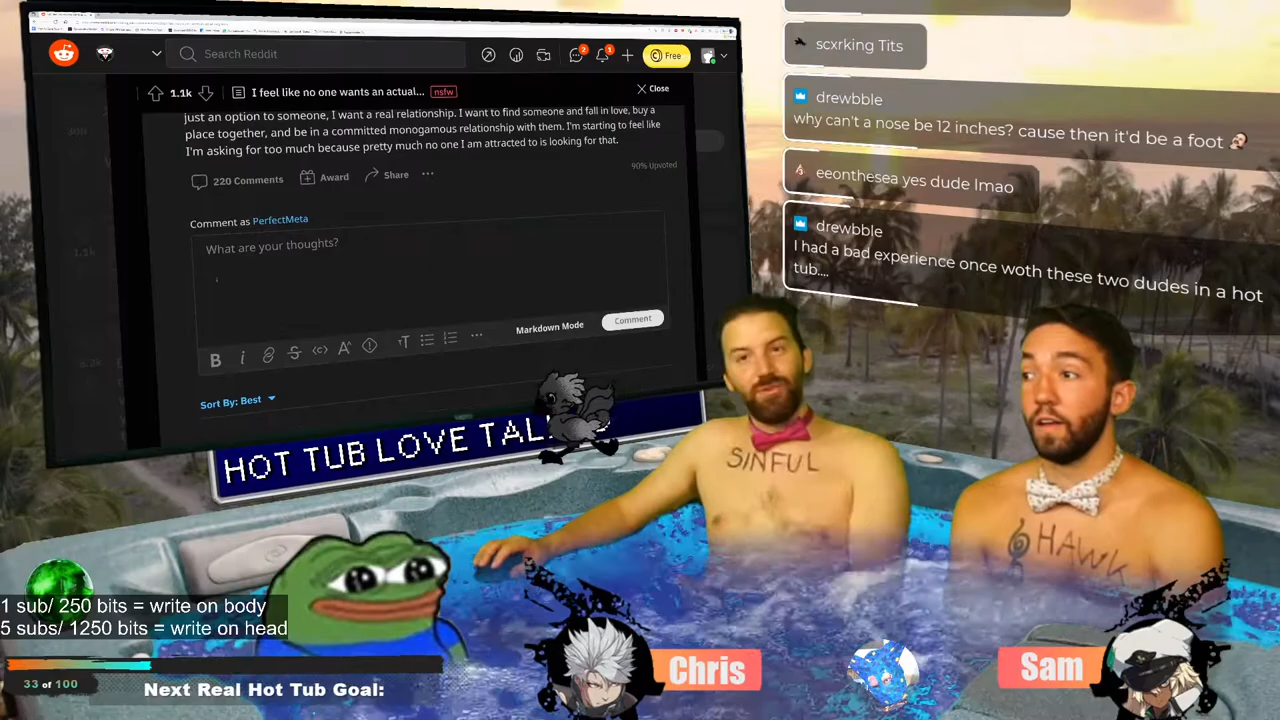 Search Reddit
2
1
Free
1.1k
I feel like no one wants an actual...
nsfw
Close
just an option to someone, I want a real relationship. I want to find someone and fall in love, buy a
place together, and be in a committed monogamous relationship with them. I'm starting to feel like
I'm asking for too much because pretty much no one I am attracted to is looking for that.
220 Comments
Award
Share
90% Upvoted
Comment as PerfectMeta
What are your thoughts?
B i
Markdown Mode
Comment
Sort By: Best
HOT TUB LOVE TAL
scxrking Tits
drewbble
why can't a nose be 12 inches? cause then it'd be a foot
eeonthesea yes dude lmao
drewbble
I had a bad experience once woth these two dudes in a hot
tub....
SINFUL
HAWK
1 sub/ 250 bits = write on body
5 subs/ 1250 bits = write on head
33 of 100
Next Real Hot Tub Goal:
Chris
Sam